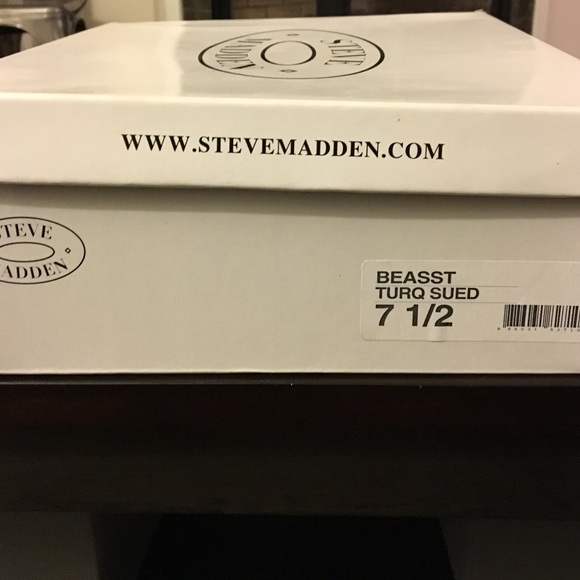 STEVE
MADDEN
WWW.STEVEMADDEN.COM
STEVE
MADDEN
BEASST
TURQ SUED
7 1/2